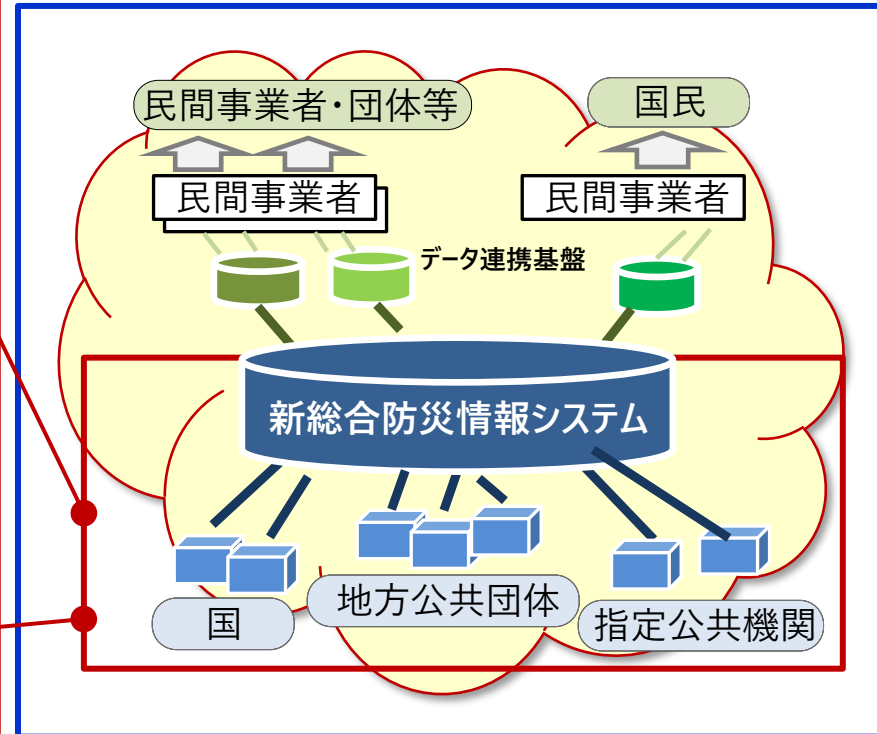 民間事業者・団体等
国民
民間事業者
民間事業者
データ連携基盤
新総合防災情報システム
国
地方公共団体
指定公共機関